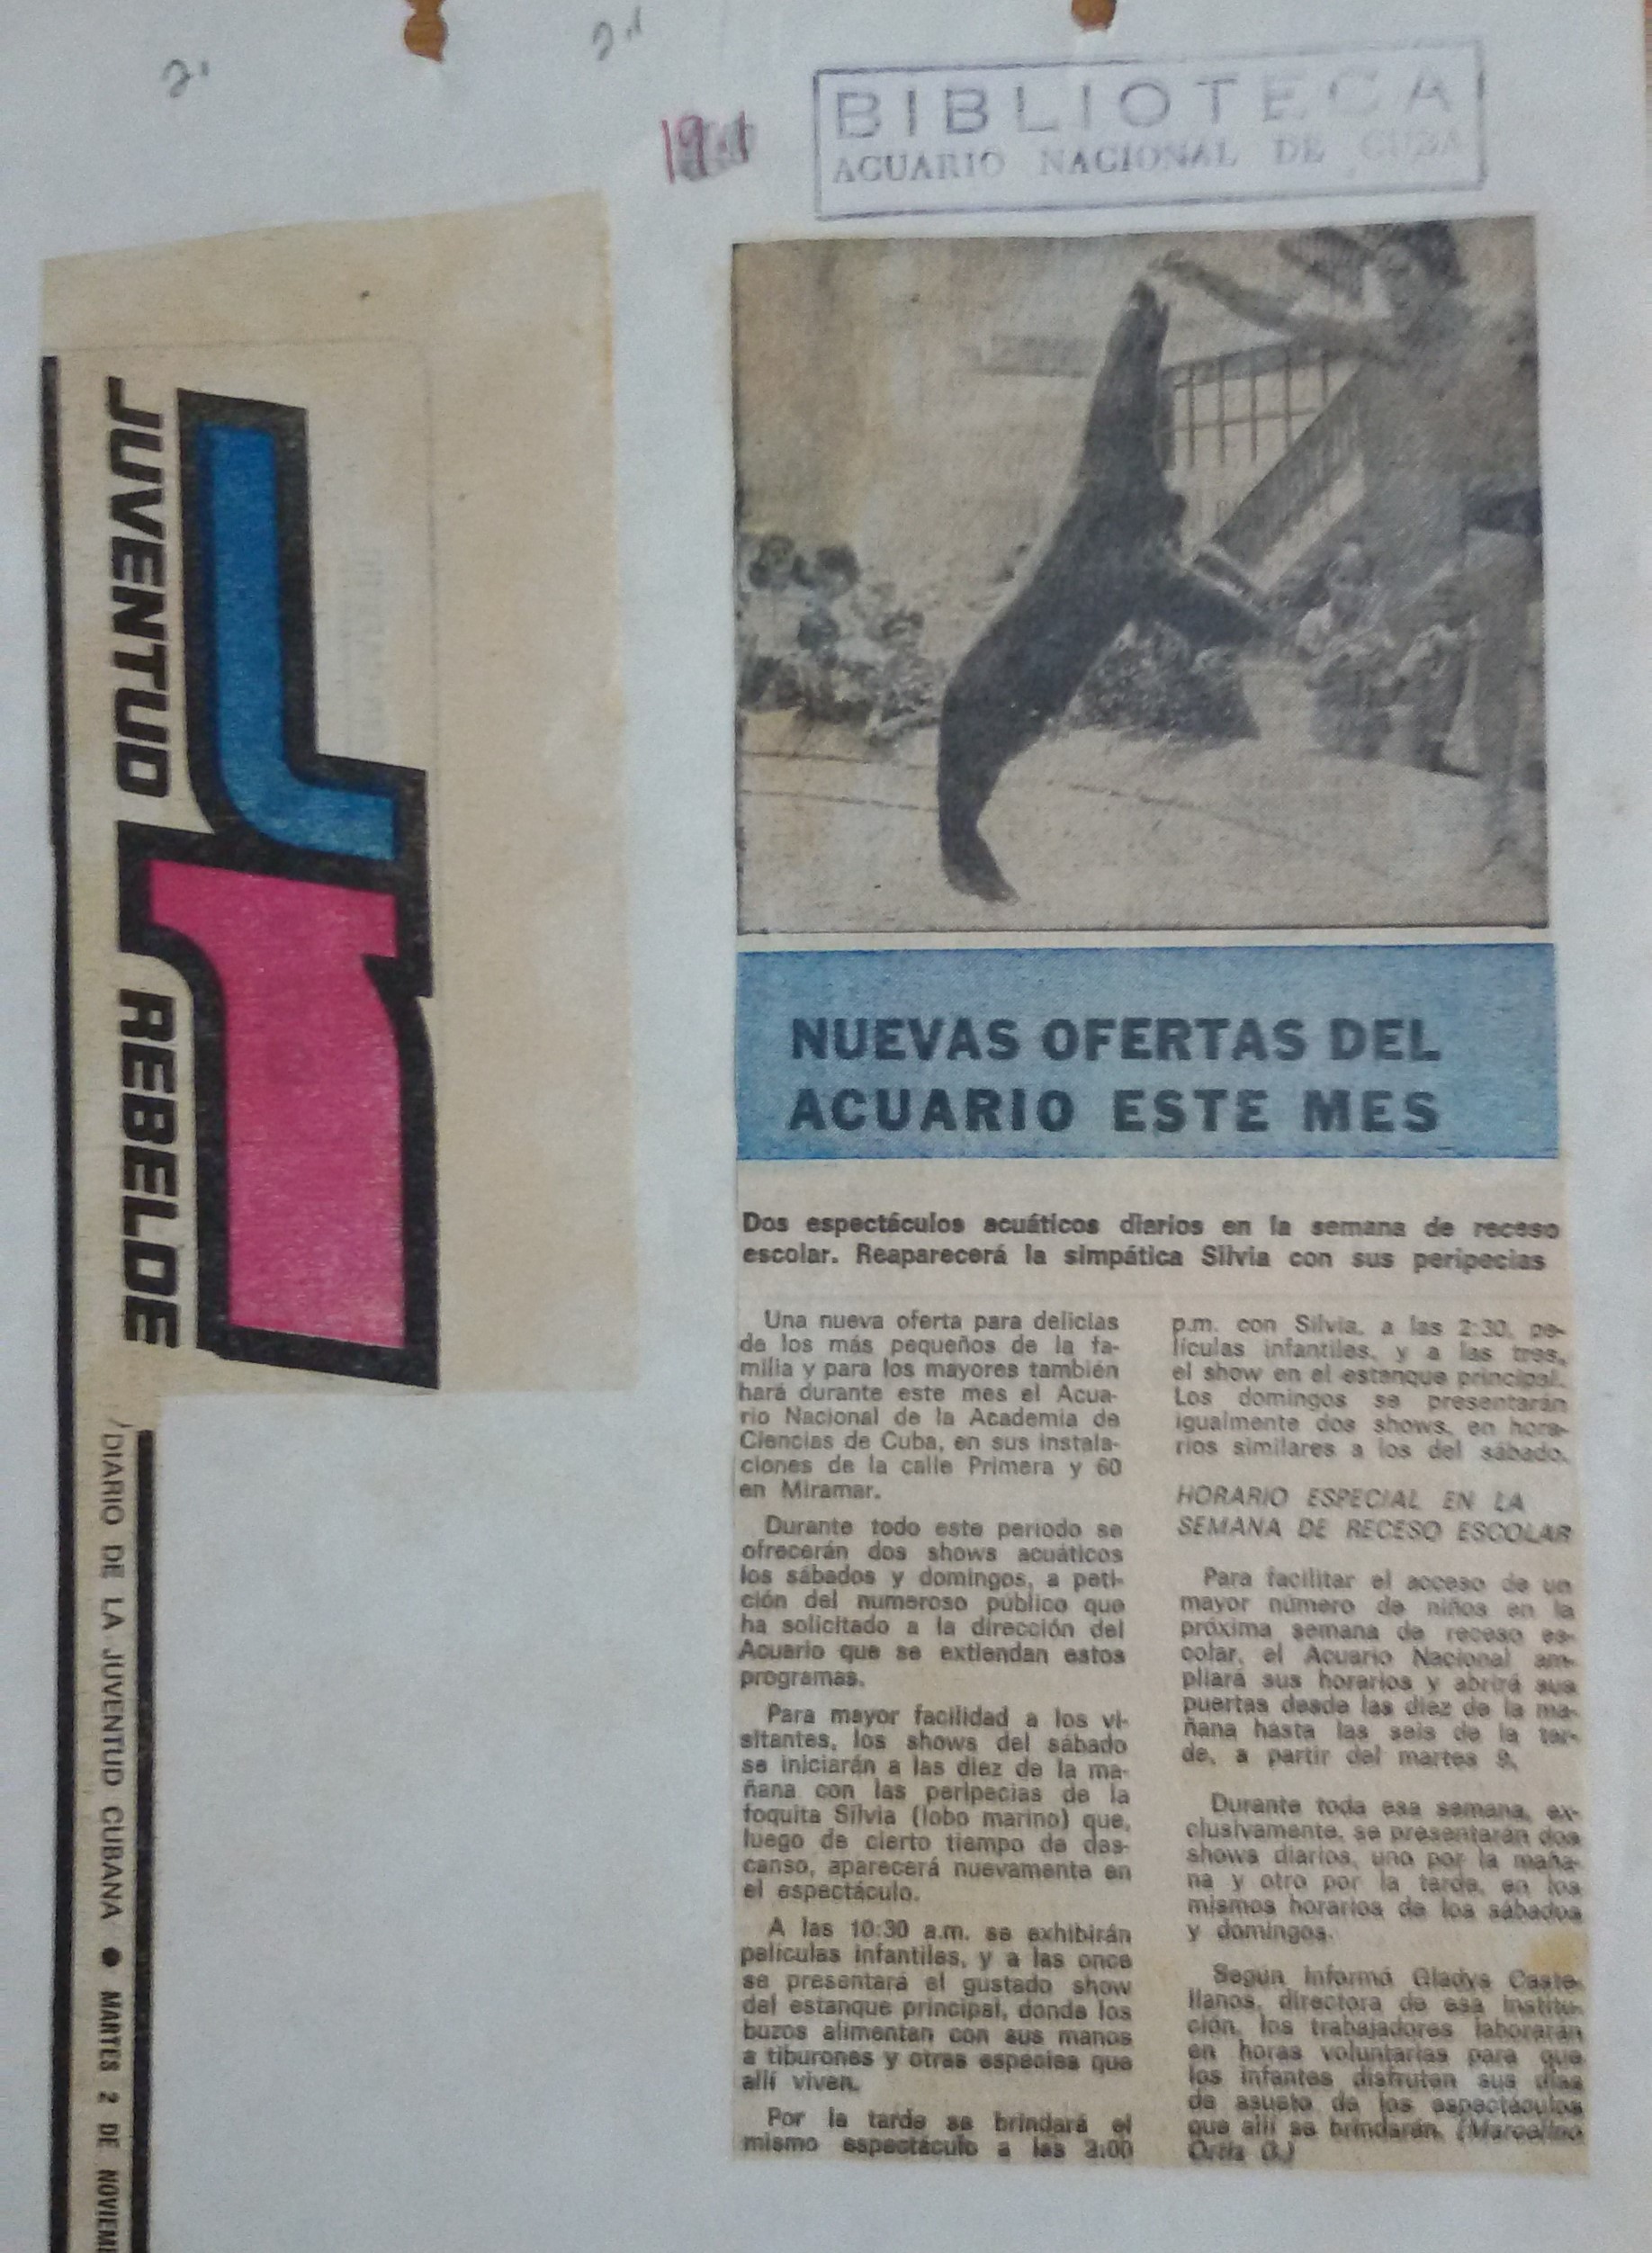 BIBLIOTECA
ACUARIO NACIONAL DE CUBA
JUVENTUD REBELDE
jr
DIARIO DE LA JUVENTUD CUBANA ● MARTES 2 DE NOVIEM
NUEVAS OFERTAS DEL
ACUARIO ESTE MES
Dos espectáculos acuáticos diarios en la semana de receso
escolar. Reaparecerá la simpática Silvia con sus peripecias
Una nueva oferta para delicias
de los más pequeños de la fa-
milia y para los mayores también
hará durante este mes el Acua-
rio Nacional de la Academia de
Ciencias de Cuba, en sus instala-
ciones de la calle Primera y 60
en Miramar.
Durante todo este período se
ofrecerán dos shows acuáticos
los sábados y domingos, a peti-
ción del numeroso público que
ha solicitado a la dirección del
Acuario que se extiendan estos
programas.
Para mayor facilidad a los vi-
sitantes, los shows del sábado
se iniciarán a las diez de la ma-
ñana con las peripecias de la
foquita Silvia (lobo marino) que,
luego de cierto tiempo de des-
canso, aparecerá nuevamente en
el espectáculo.
A las 10:30 a.m. se exhibirán
películas infantiles, y a las once
se presentará el gustado show
del estanque principal, donde los
buzos alimentan con sus manos
a tiburones y otras especies que
allí viven.
Por la tarde se brindará el
mismo espectáculo a las 2:00
p.m. con Silvia, a las 2:30, pe-
lículas infantiles, y a las tres,
el show en el estanque principal.
Los domingos se presentarán
igualmente dos shows, en hora-
rios similares a los del sábado.
HORARIO ESPECIAL EN LA
SEMANA DE RECESO ESCOLAR
Para facilitar el acceso de un
mayor número de niños en la
próxima semana de receso es-
colar, el Acuario Nacional am-
pliará sus horarios y abrirá sus
puertas desde las diez de la ma-
ñana hasta las seis de la tar-
de, a partir del martes 9.
Durante toda esa semana, ex-
clusivamente, se presentarán dos
shows diarios, uno por la maña-
na y otro por la tarde, en los
mismos horarios de los sábados
y domingos.
Según informó Gladys Caste-
llanos, directora de esa institu-
ción, los trabajadores laborarán
en horas voluntarias para que
los infantes disfruten sus días
de asueto de los espectáculos
que allí se brindarán. (Marcelino
Ortiz G.)